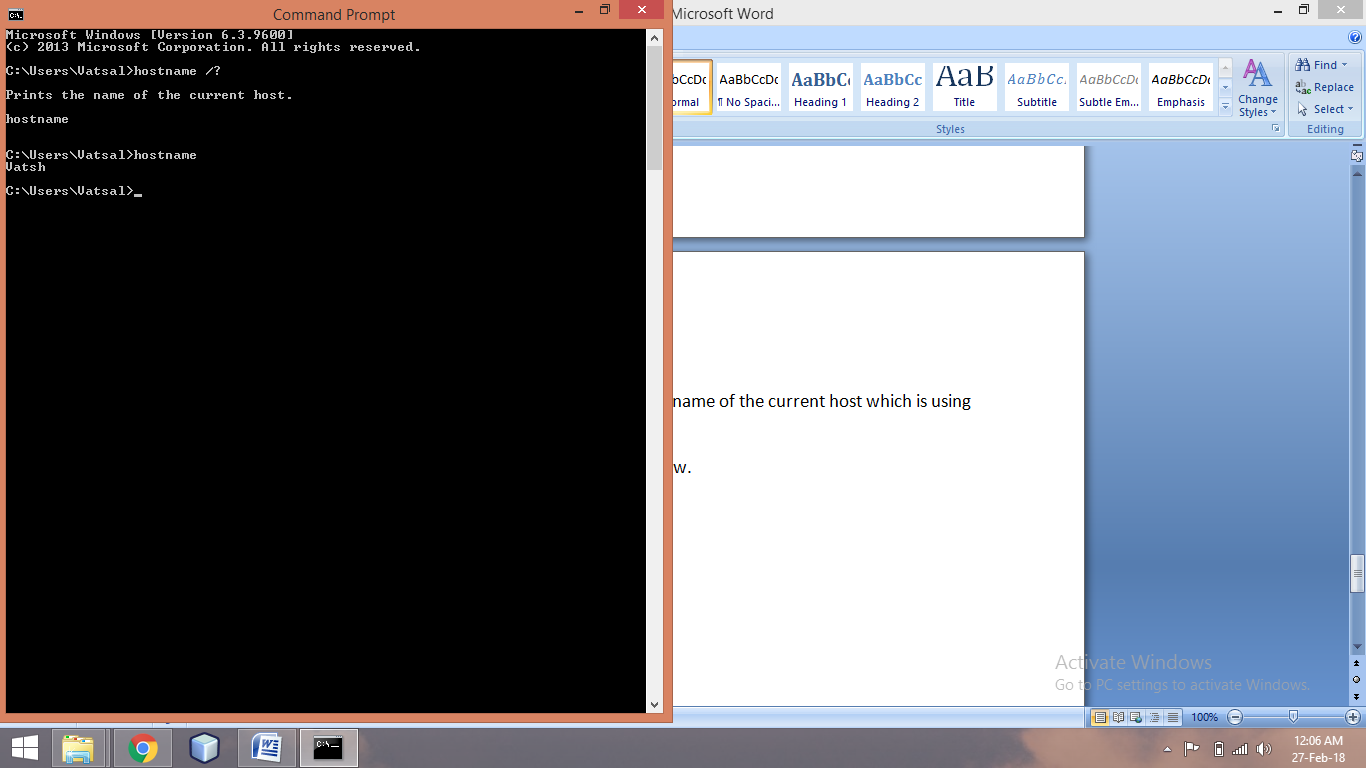 Command Prompt
Microsoft Windows [Version 6.3.9600]
(c) 2013 Microsoft Corporation. All rights reserved.
C:\Users\Vatsal>hostname /?
Prints the name of the current host.
hostname
C:\Users\Vatsal>hostname
Vatsh
C:\Users\Vatsal>_
Microsoft Word
bCcDc AaBbCcDc AaBbC AaBbCc AaB AaBbCc. AaBbCcDc AaBbCcDc
ormal ¶ No Spaci... Heading 1 Heading 2 Title Subtitle Subtle Em... Emphasis
Change
Styles
Styles
Find
Replace
Select
Editing
name of the current host which is using
w.
Activate Windows
Go to PC settings to activate Windows.
100%
12:06 AM
27-Feb-18